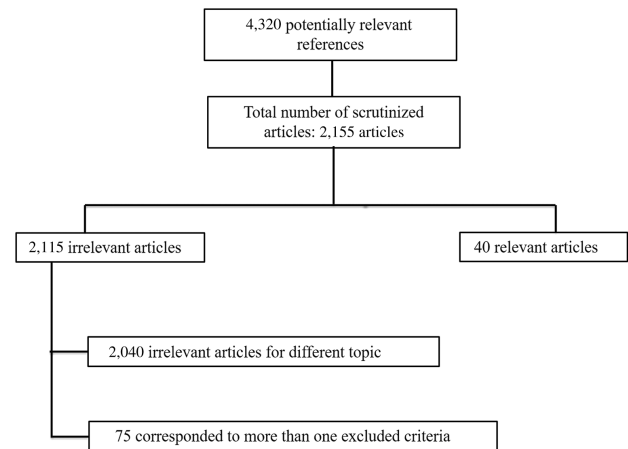 4,320 potentially relevant
references
Total number of scrutinized
articles: 2,155 articles
2,115 irrelevant articles
40 relevant articles
2,040 irrelevant articles for different topic
75 corresponded to more than one excluded criteria